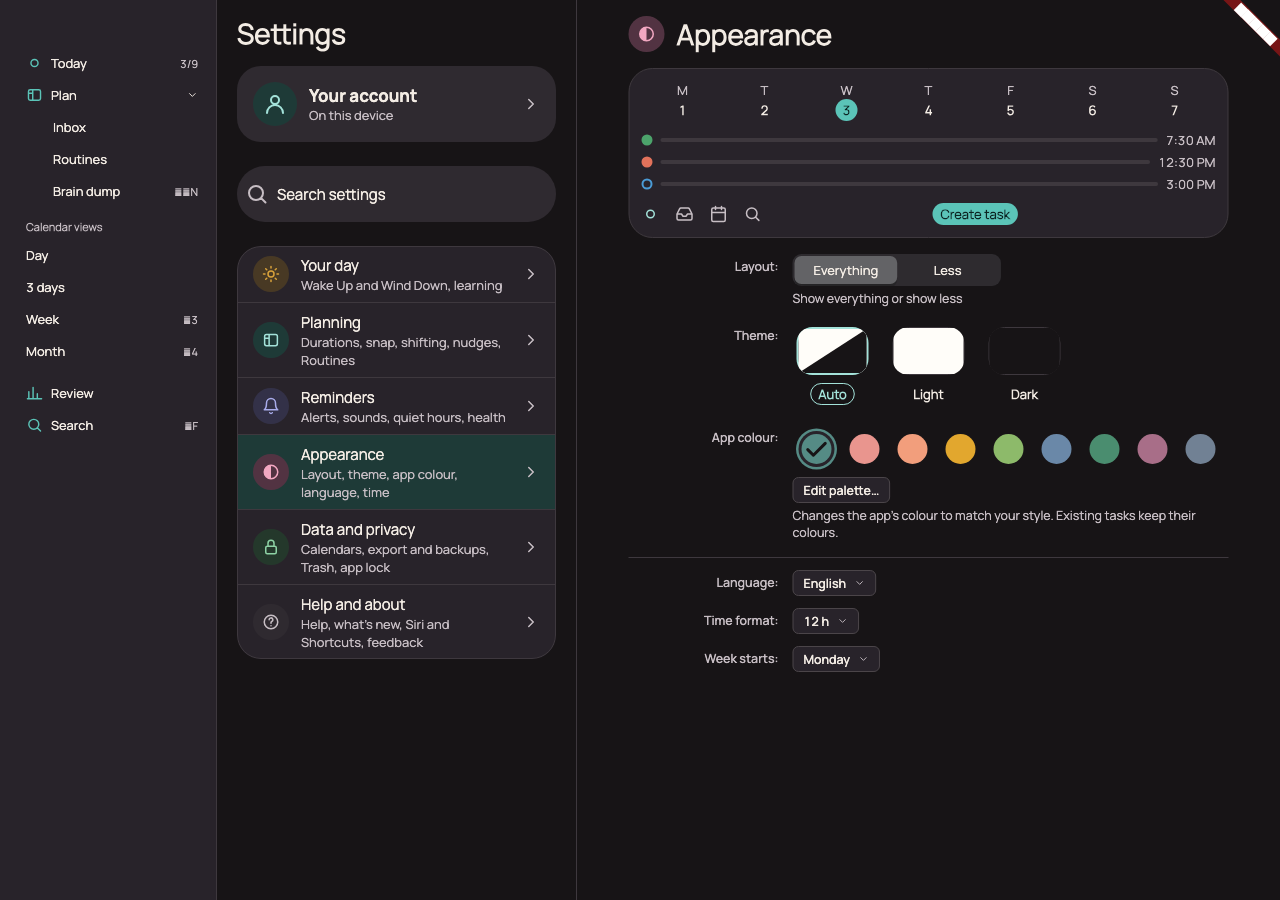 Today 3/9
Plan
Inbox
Routines
Brain dump N
Calendar views
Day
3 days
Week 3
Month 4
Review
Search F
Settings
Your account
On this device
Search settings
Your day
Wake Up and Wind Down, learning
Planning
Durations, snap, shifting, nudges,
Routines
Reminders
Alerts, sounds, quiet hours, health
Appearance
Layout, theme, app colour,
language, time
Data and privacy
Calendars, export and backups,
Trash, app lock
Help and about
Help, what's new, Siri and
Shortcuts, feedback
Appearance
M T W T F S S
1 2 3 4 5 6 7
7:30 AM
12:30 PM
3:00 PM
Create task
Layout: Everything Less
Show everything or show less
Theme:
Auto Light Dark
App colour:
Edit palette...
Changes the app's colour to match your style. Existing tasks keep their
colours.
Language: English
Time format: 12 h
Week starts: Monday